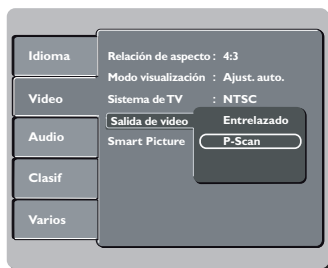 Idioma
Video
Audio
Clasif
Varios
Relación de aspecto : 4:3
Modo visualización : Ajust. auto.
Sistema de TV : NTSC
Salida de video
Smart Picture
Entrelazado
P-Scan